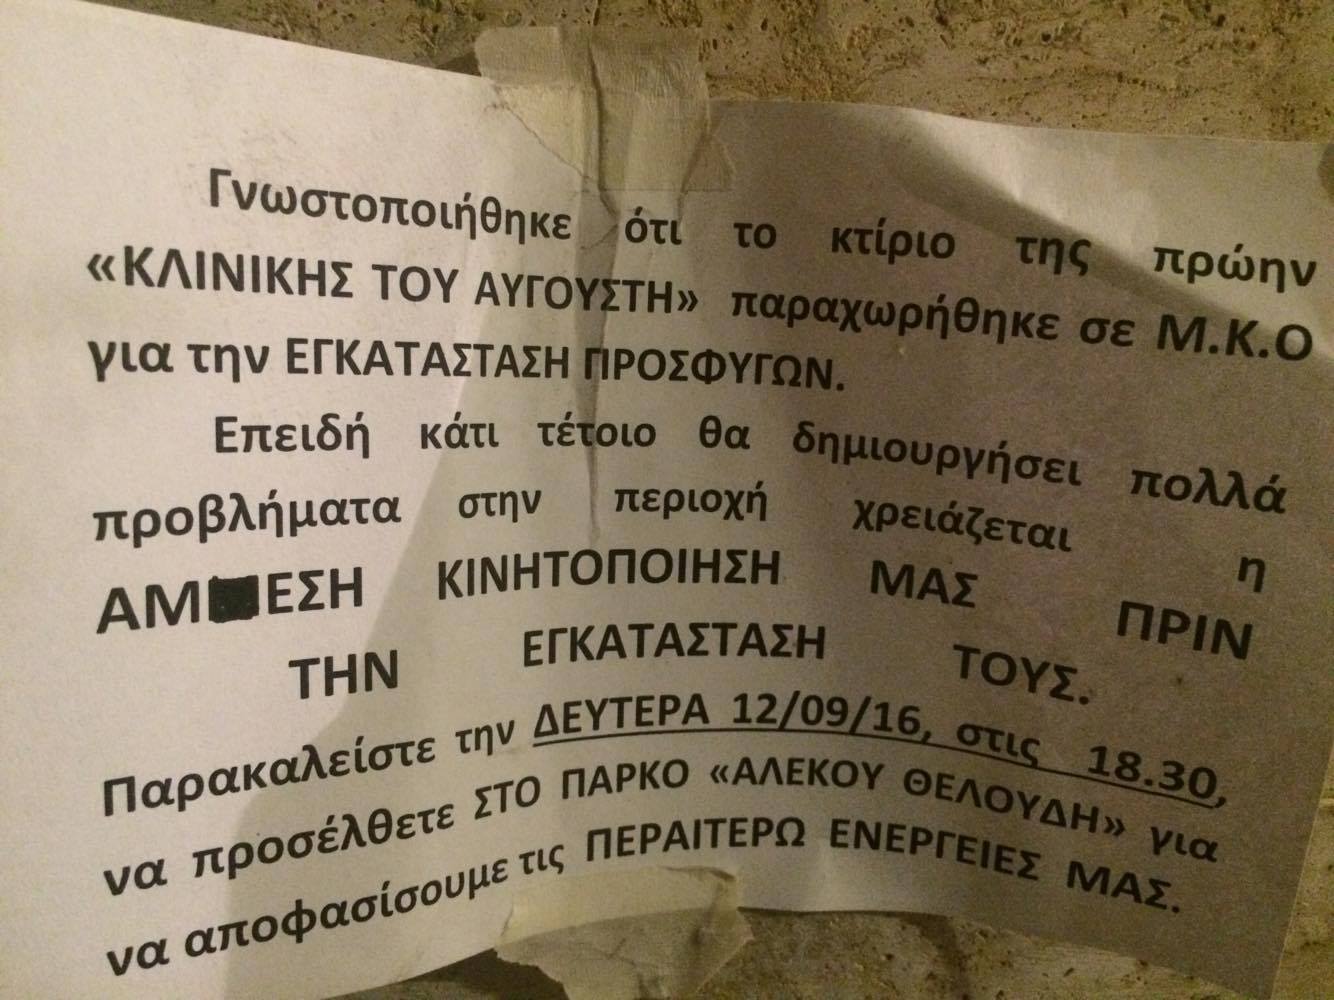 Γνωστοποιήθηκε ότι το κτίριο της πρώην
«ΚΛΙΝΙΚΗΣ ΤΟΥ ΑΥΓΟΥΣΤΗ» παραχωρήθηκε σε Μ.Κ.Ο
για την ΕΓΚΑΤΑΣΤΑΣΗ ΠΡΟΣΦΥΓΩΝ.
Επειδή κάτι τέτοιο θα δημιουργήσει πολλά
προβλήματα στην περιοχή χρειάζεται η
ΑΜΕΣΗ ΚΙΝΗΤΟΠΟΙΗΣΗ ΜΑΣ ΠΡΙΝ
ΤΗΝ ΕΓΚΑΤΑΣΤΑΣΗ ΤΟΥΣ.
Παρακαλείστε την ΔΕΥΤΕΡΑ 12/09/16, στις 18.30,
να προσέλθετε ΣΤΟ ΠΑΡΚΟ «ΑΛΕΚΟΥ ΘΕΛΟΥΔΗ» για
να αποφασίσουμε τις ΠΕΡΑΙΤΕΡΩ ΕΝΕΡΓΕΙΕΣ ΜΑΣ.